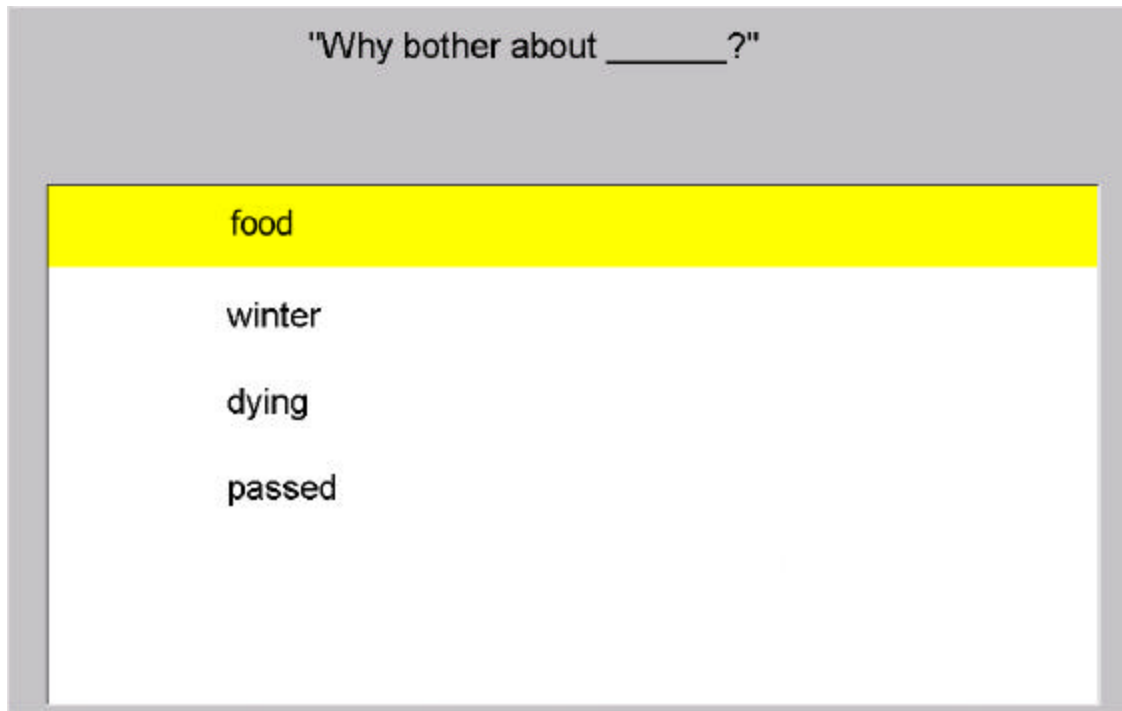 "Why bother about _______?"
food
winter
dying
passed